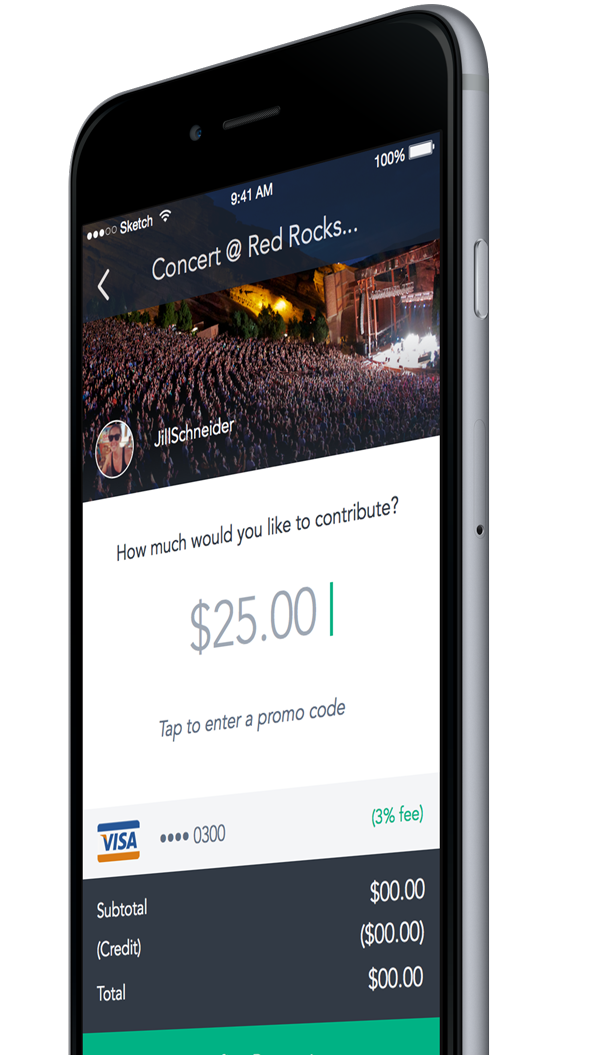 100%
9:41 AM
Sketch
Concert @ Red Rocks...
JillSchneider
How much would you like to contribute?
$25.00
Tap to enter a promo code
VISA •••• 0300 (3% fee)
Subtotal $00.00
(Credit) ($00.00)
Total $00.00